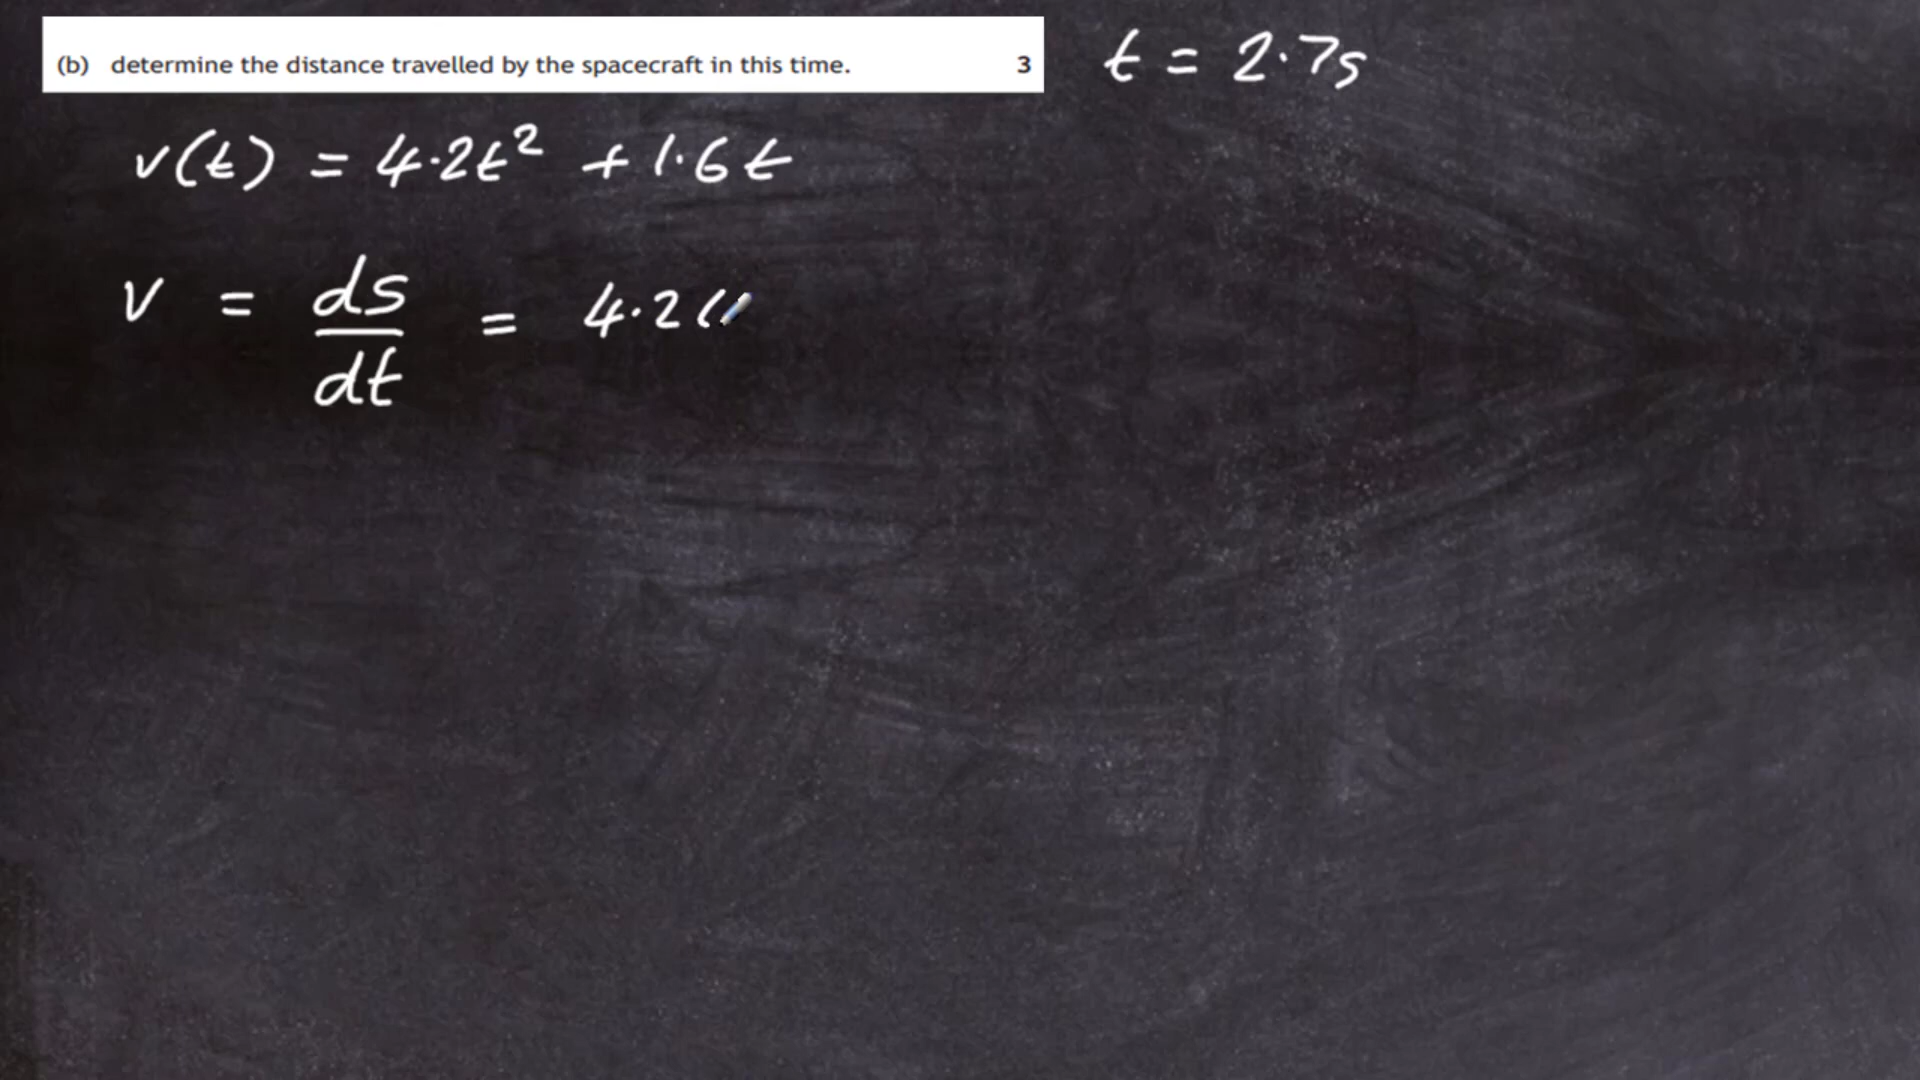 (b) determine the distance travelled by the spacecraft in this time. 3
t = 2.7s
v(t) = 4.2t² + 1.6t
v = ds/dt = 4.2(